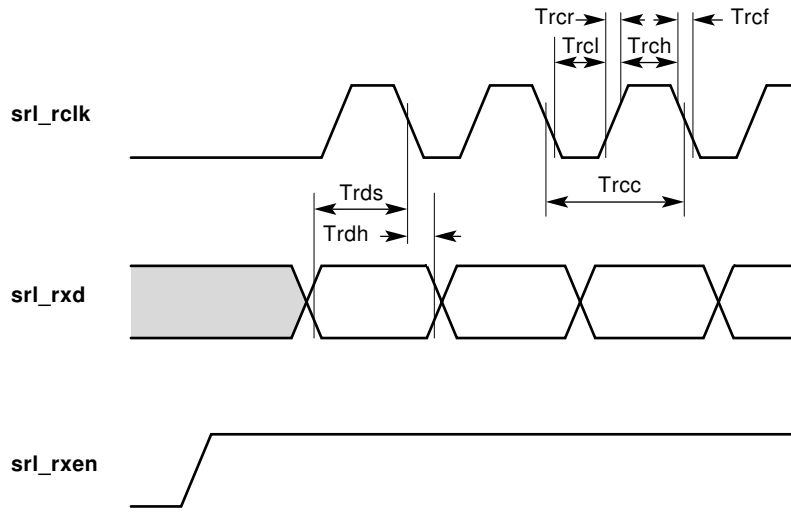 Trcr Trcf
Trcl Trch
srl_rclk
Trcc
Trds
Trdh
srl_rxd
srl_rxen